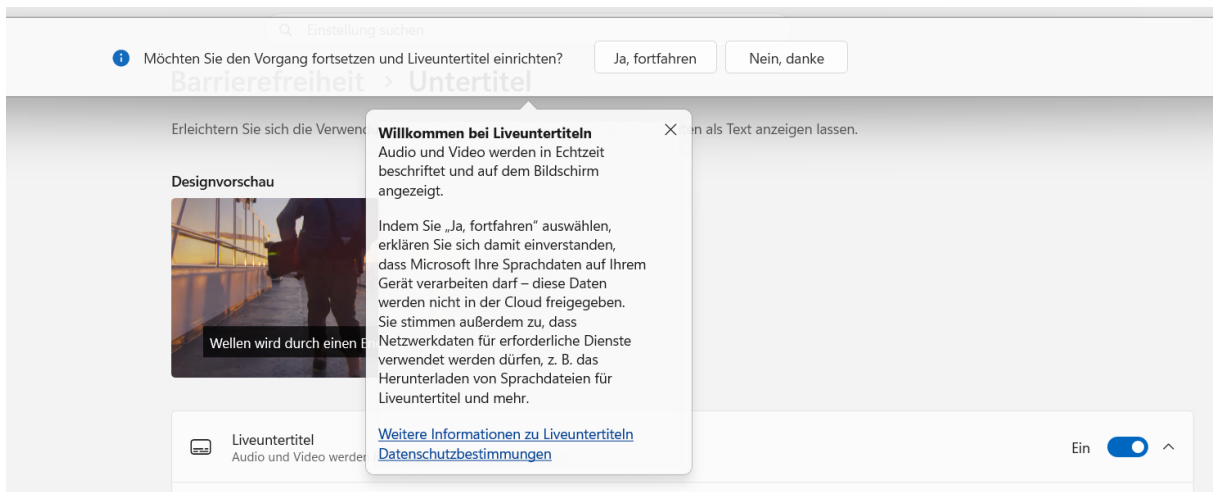 Einstellung suchen
Möchten Sie den Vorgang fortsetzen und Liveuntertitel einrichten?
Ja, fortfahren
Nein, danke
Barrierefreiheit > Untertitel
Erleichtern Sie sich die en als Text anzeigen lassen.
Willkommen bei Liveuntertiteln
Audio und Video werden in Echtzeit
beschriftet und auf dem Bildschirm
angezeigt.
Indem Sie „Ja, fortfahren“ auswählen,
erklären Sie sich damit einverstanden,
dass Microsoft Ihre Sprachdaten auf Ihrem
Gerät verarbeiten darf – diese Daten
werden nicht in der Cloud freigegeben.
Sie stimmen außerdem zu, dass
Netzwerkdaten für erforderliche Dienste
verwendet werden dürfen, z. B. das
Herunterladen von Sprachdateien für
Liveuntertitel und mehr.
Weitere Informationen zu Liveuntertiteln
Datenschutzbestimmungen
Designvorschau
Wellen wird durch einen
Liveuntertitel
Audio und Video werden
Ein